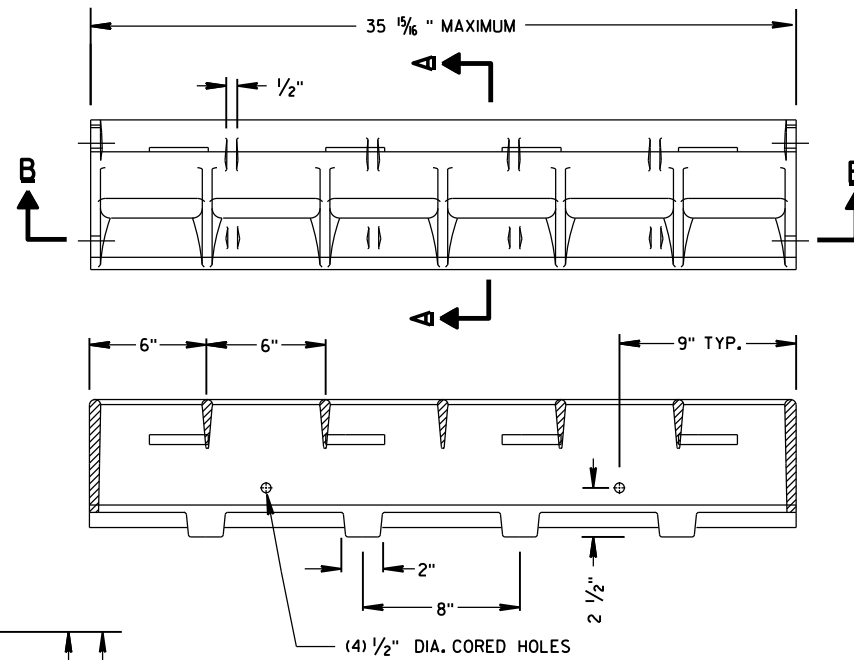 35 15/16 " MAXIMUM
A
1/2"
B
B
A
6"
6"
9" TYP.
2"
8"
2 1/2"
(4) 1/2" DIA. CORED HOLES